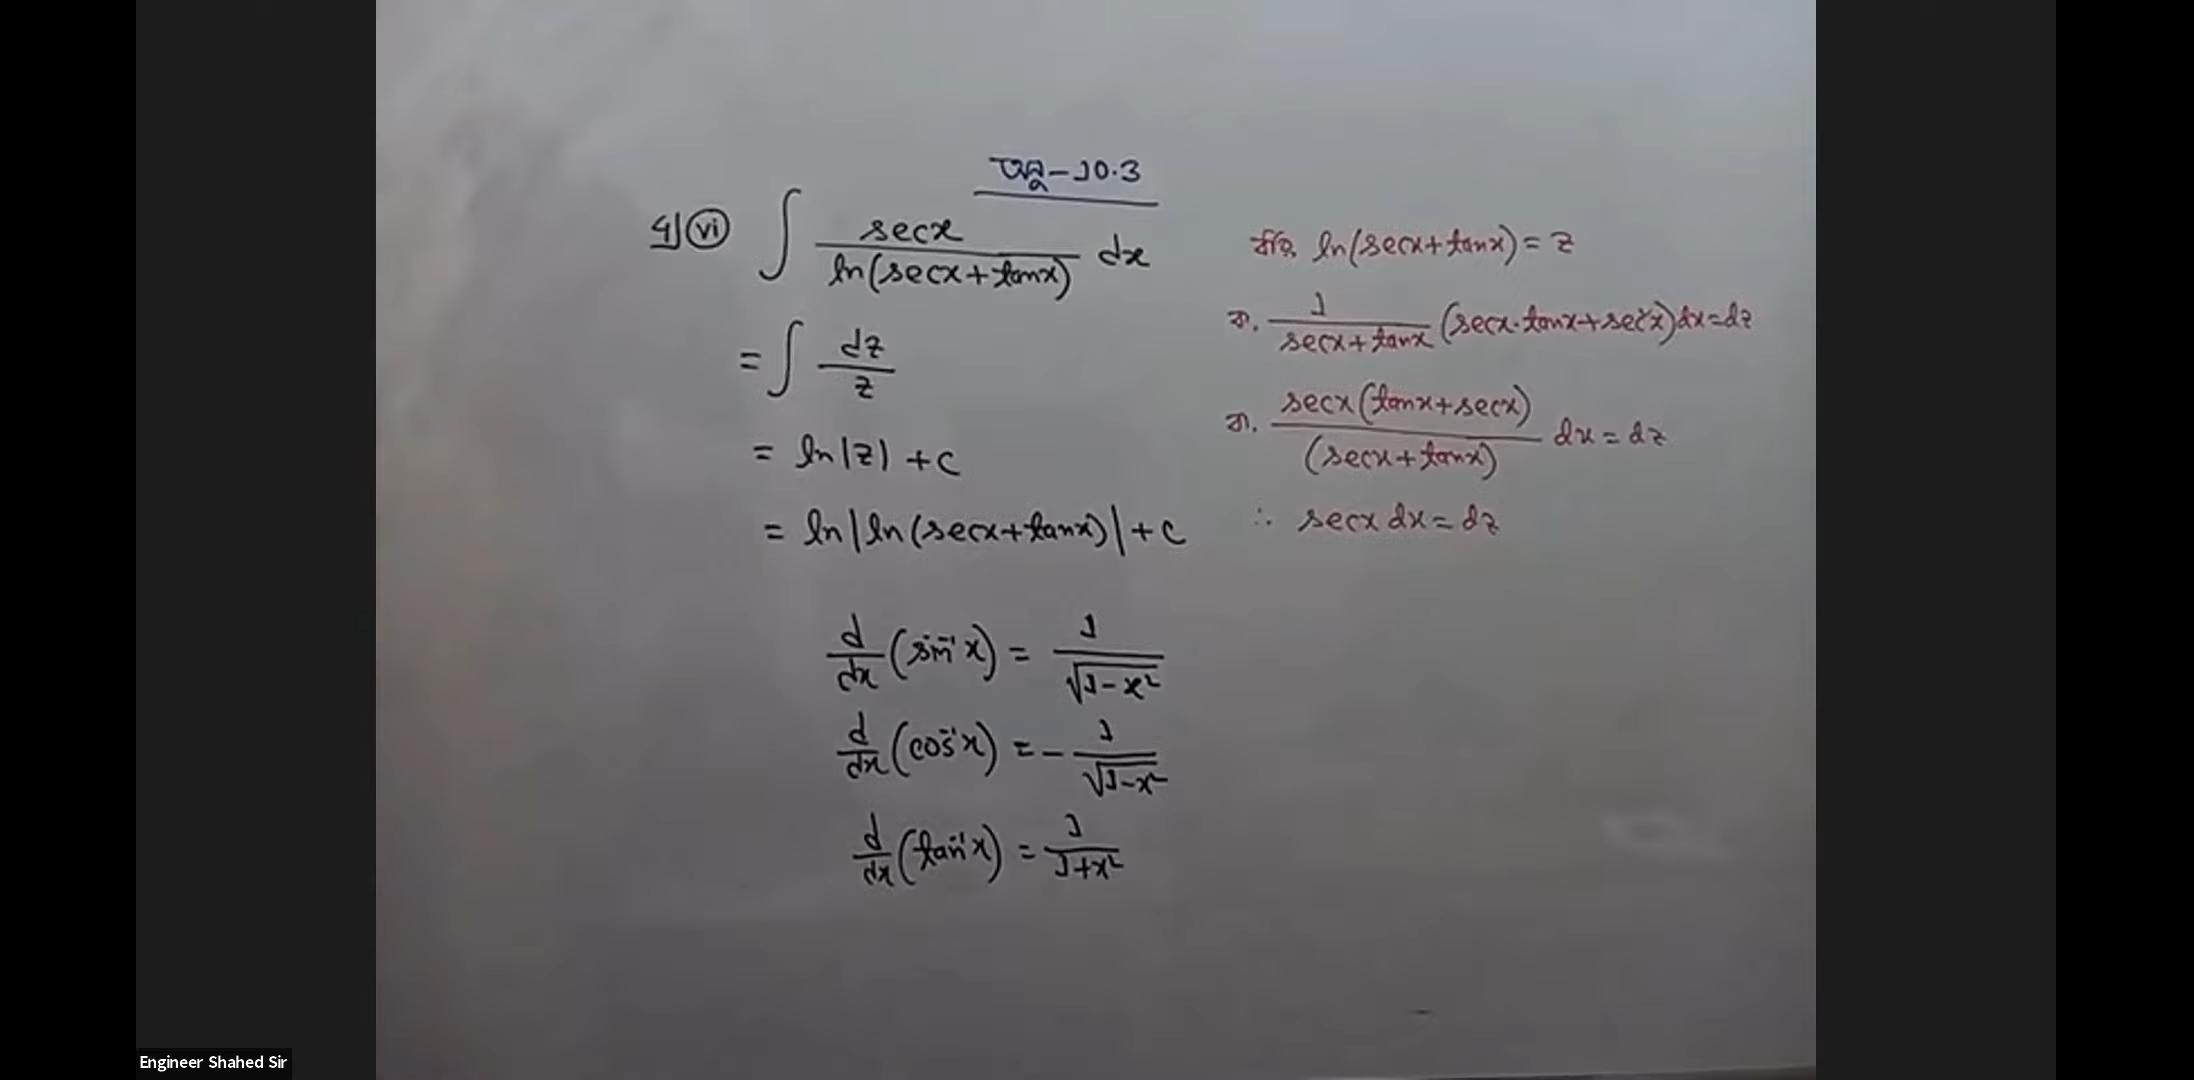 অনু-10.3
4|(vi) ∫ secx / ln(secx+tanx) dx
= ∫ dz / z
= ln|z| + c
= ln|ln(secx+tanx)| + c
ধরি, ln(secx+tanx) = z
বা, 1 / secx+tanx (secx·tanx+sec²x)dx = dz
বা, secx(tanx+secx) / (secx+tanx) dx = dz
∴ secx dx = dz
d/dx (sin⁻¹x) = 1 / √1-x²
d/dx (cos⁻¹x) = - 1 / √1-x²
d/dx (tan⁻¹x) = 1 / 1+x²
Engineer Shahed Sir